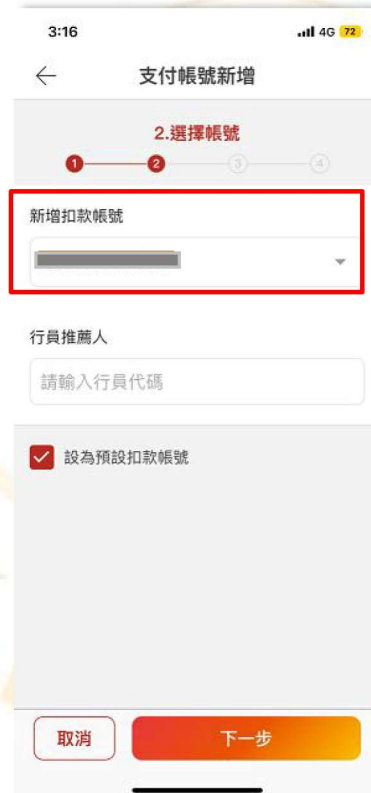 3:16
4G 72
支付帳號新增
2.選擇帳號
1 2 3 4
新增扣款帳號
行員推薦人
請輸入行員代碼
設為預設扣款帳號
取消 下一步